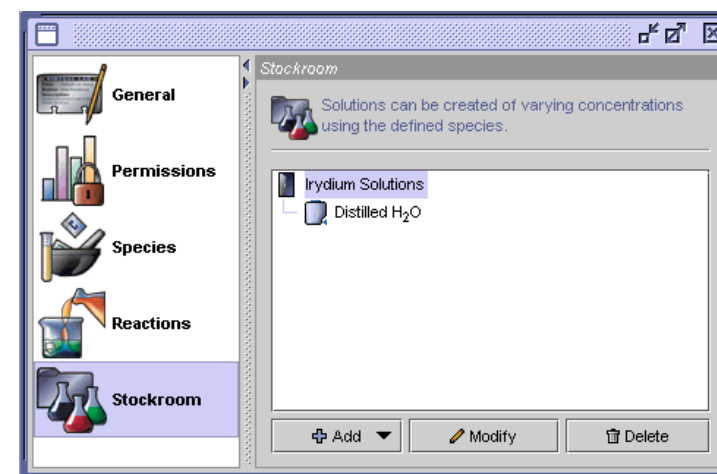 General
Permissions
Species
Reactions
Stockroom
Stockroom
Solutions can be created of varying concentrations
using the defined species.
Irydium Solutions
Distilled H₂O
Add
Modify
Delete